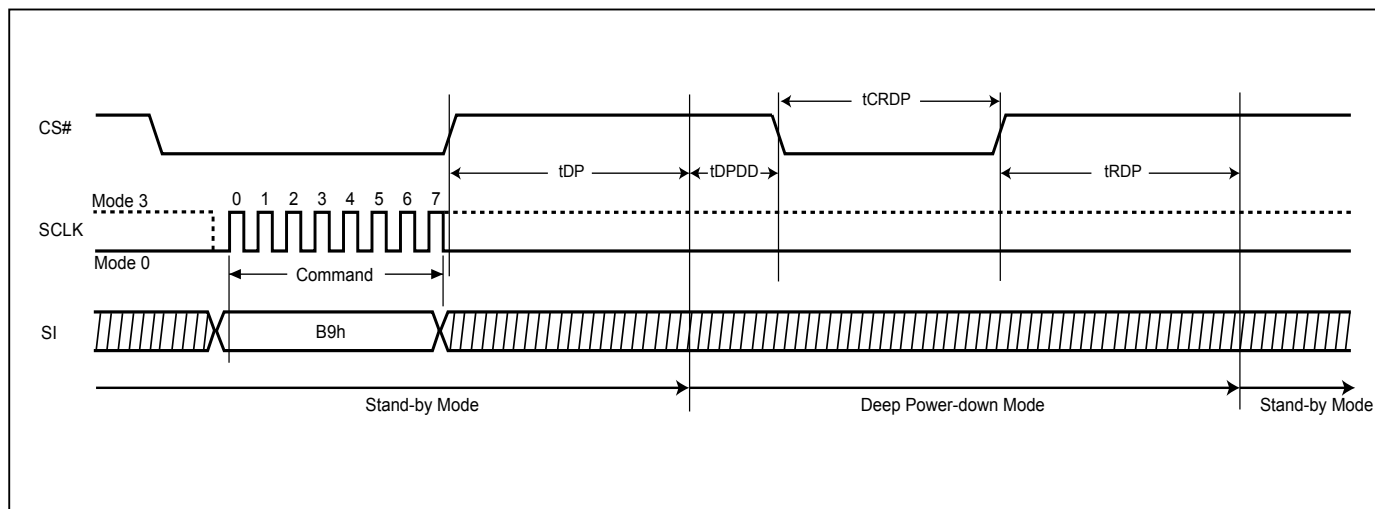 tCRDP
CS#
tDP
tDPDD
tRDP
Mode 3
0 1 2 3 4 5 6 7
SCLK
Mode 0
Command
SI
B9h
Stand-by Mode
Deep Power-down Mode
Stand-by Mode